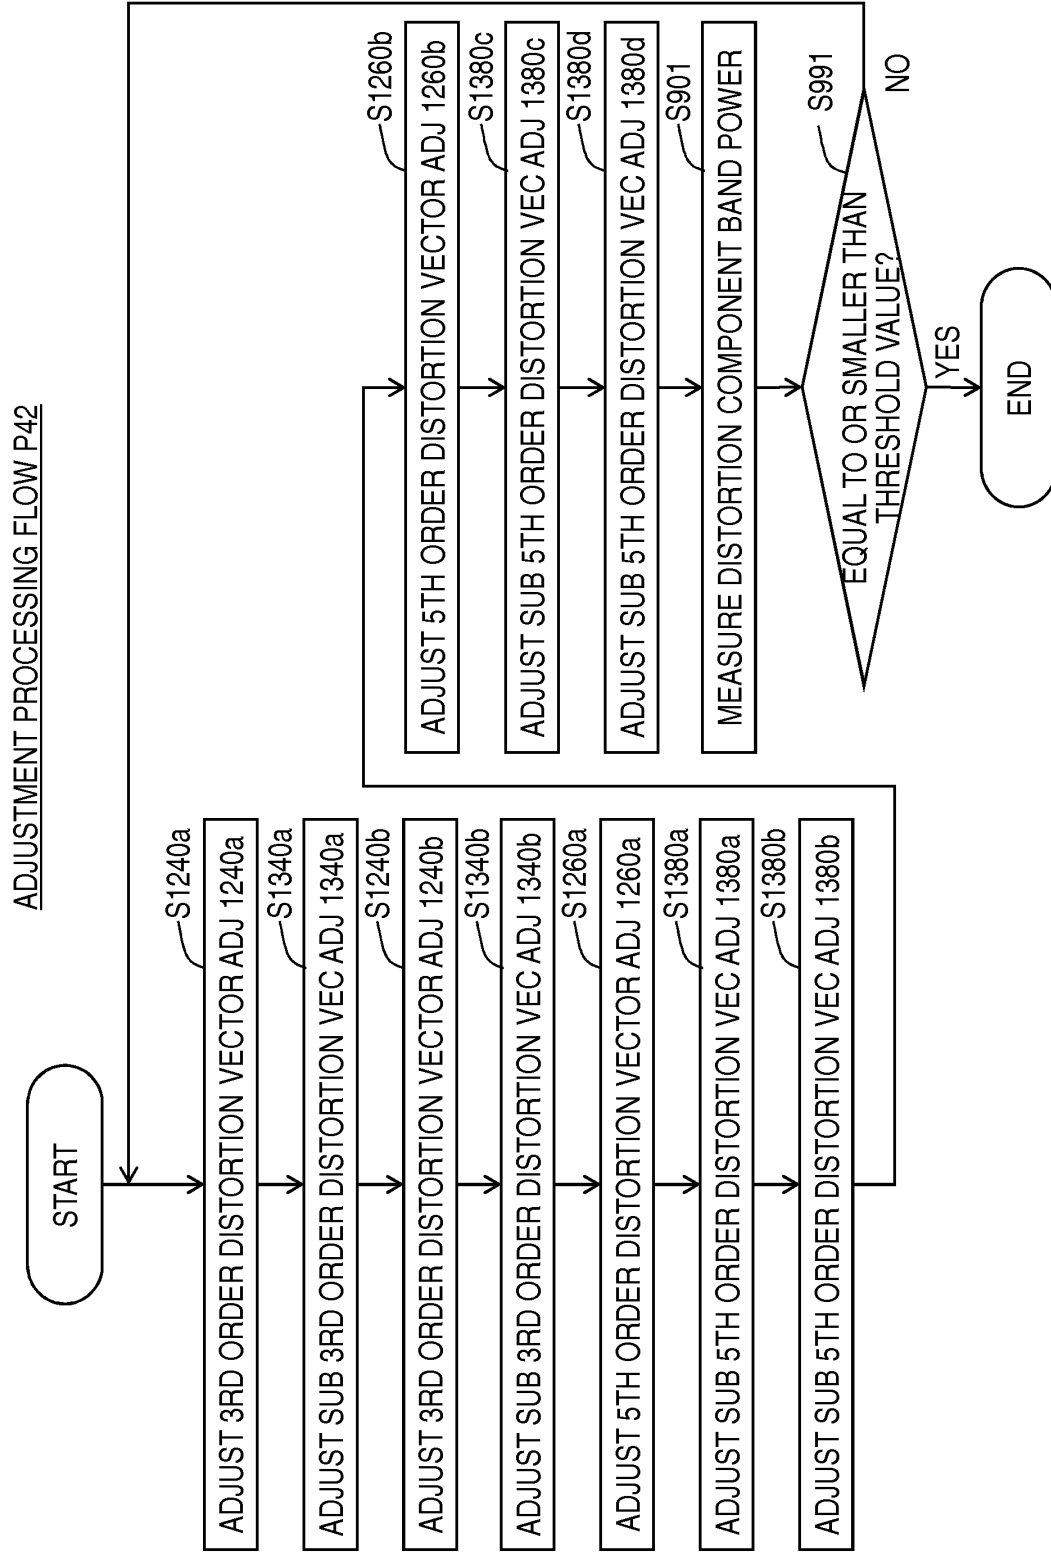 ADJUSTMENT PROCESSING FLOW P42
START
S1240a
ADJUST 3RD ORDER DISTORTION VECTOR ADJ 1240a
S1340a
ADJUST SUB 3RD ORDER DISTORTION VEC ADJ 1340a
S1240b
ADJUST 3RD ORDER DISTORTION VECTOR ADJ 1240b
S1340b
ADJUST SUB 3RD ORDER DISTORTION VEC ADJ 1340b
S1260a
ADJUST 5TH ORDER DISTORTION VECTOR ADJ 1260a
S1380a
ADJUST SUB 5TH ORDER DISTORTION VEC ADJ 1380a
S1380b
ADJUST SUB 5TH ORDER DISTORTION VEC ADJ 1380b
S1260b
ADJUST 5TH ORDER DISTORTION VECTOR ADJ 1260b
S1380c
ADJUST SUB 5TH ORDER DISTORTION VEC ADJ 1380c
S1380d
ADJUST SUB 5TH ORDER DISTORTION VEC ADJ 1380d
S901
MEASURE DISTORTION COMPONENT BAND POWER
S991
EQUAL TO OR SMALLER THAN
THRESHOLD VALUE?
NO
YES
END